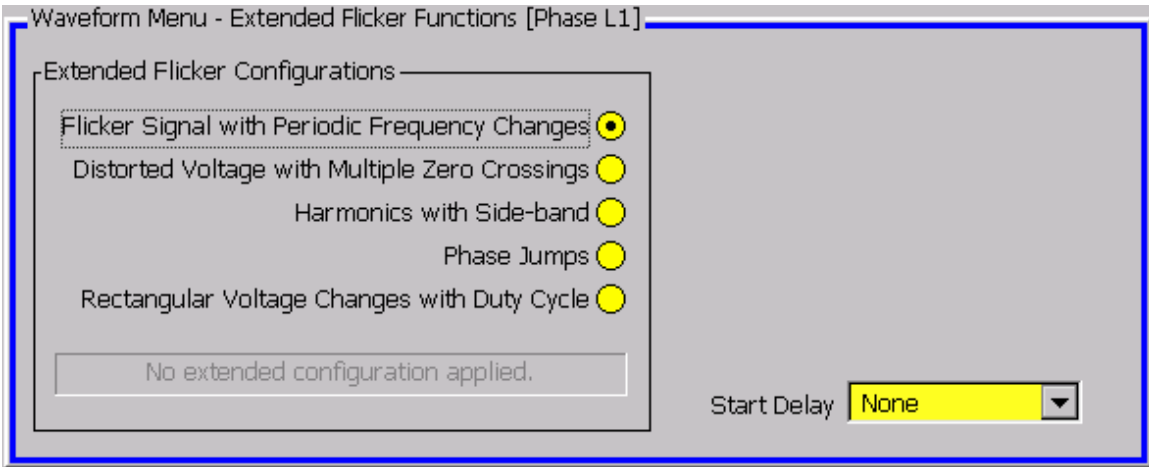 Waveform Menu - Extended Flicker Functions [Phase L1]
Extended Flicker Configurations
Flicker Signal with Periodic Frequency Changes
Distorted Voltage with Multiple Zero Crossings
Harmonics with Side-band
Phase Jumps
Rectangular Voltage Changes with Duty Cycle
No extended configuration applied.
Start Delay None